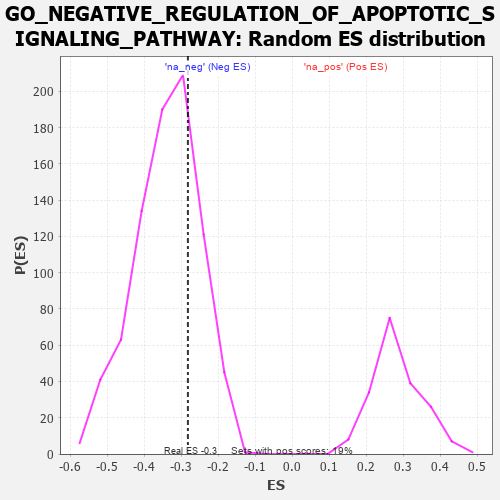 GO_NEGATIVE_REGULATION_OF_APOPTOTIC_S
IGNALING_PATHWAY: Random ES distribution
'na_neg' (Neg ES) 'na_pos' (Pos ES)
P(ES)
200
180
160
140
120
100
80
60
40
20
0
Real ES -0.3 Sets with pos scores: 19%
-0.6 -0.5 -0.4 -0.3 -0.2 -0.1 0.0 0.1 0.2 0.3 0.4 0.5
ES